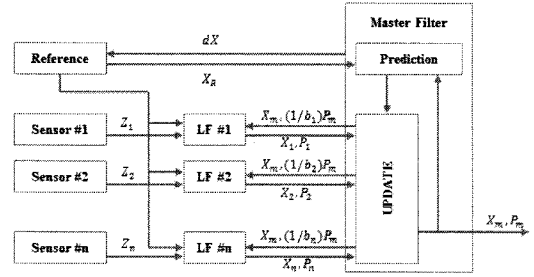 Master Filter
dX
Reference
Prediction
X_R
X_m, (1/b_1)P_m
Sensor #1
Z_1
LF #1
X_1, P_1
X_m, (1/b_2)P_m
Sensor #2
Z_2
LF #2
X_2, P_2
UPDATE
X_m, P_m
X_m, (1/b_n)P_m
Sensor #n
Z_n
LF #n
X_n, P_n